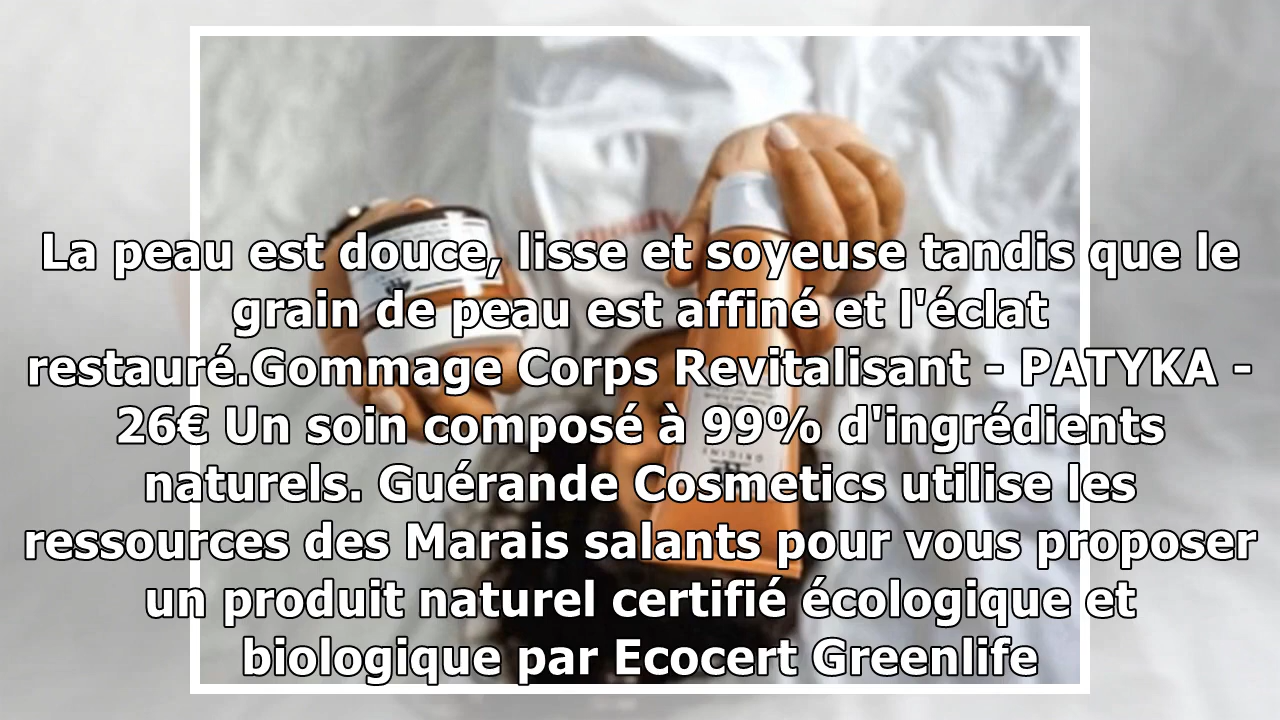 La peau est douce, lisse et soyeuse tandis que le
grain de peau est affiné et l'éclat
restauré.Gommage Corps Revitalisant - PATYKA -
26€ Un soin composé à 99% d'ingrédients
naturels. Guérande Cosmetics utilise les
ressources des Marais salants pour vous proposer
un produit naturel certifié écologique et
biologique par Ecocert Greenlife